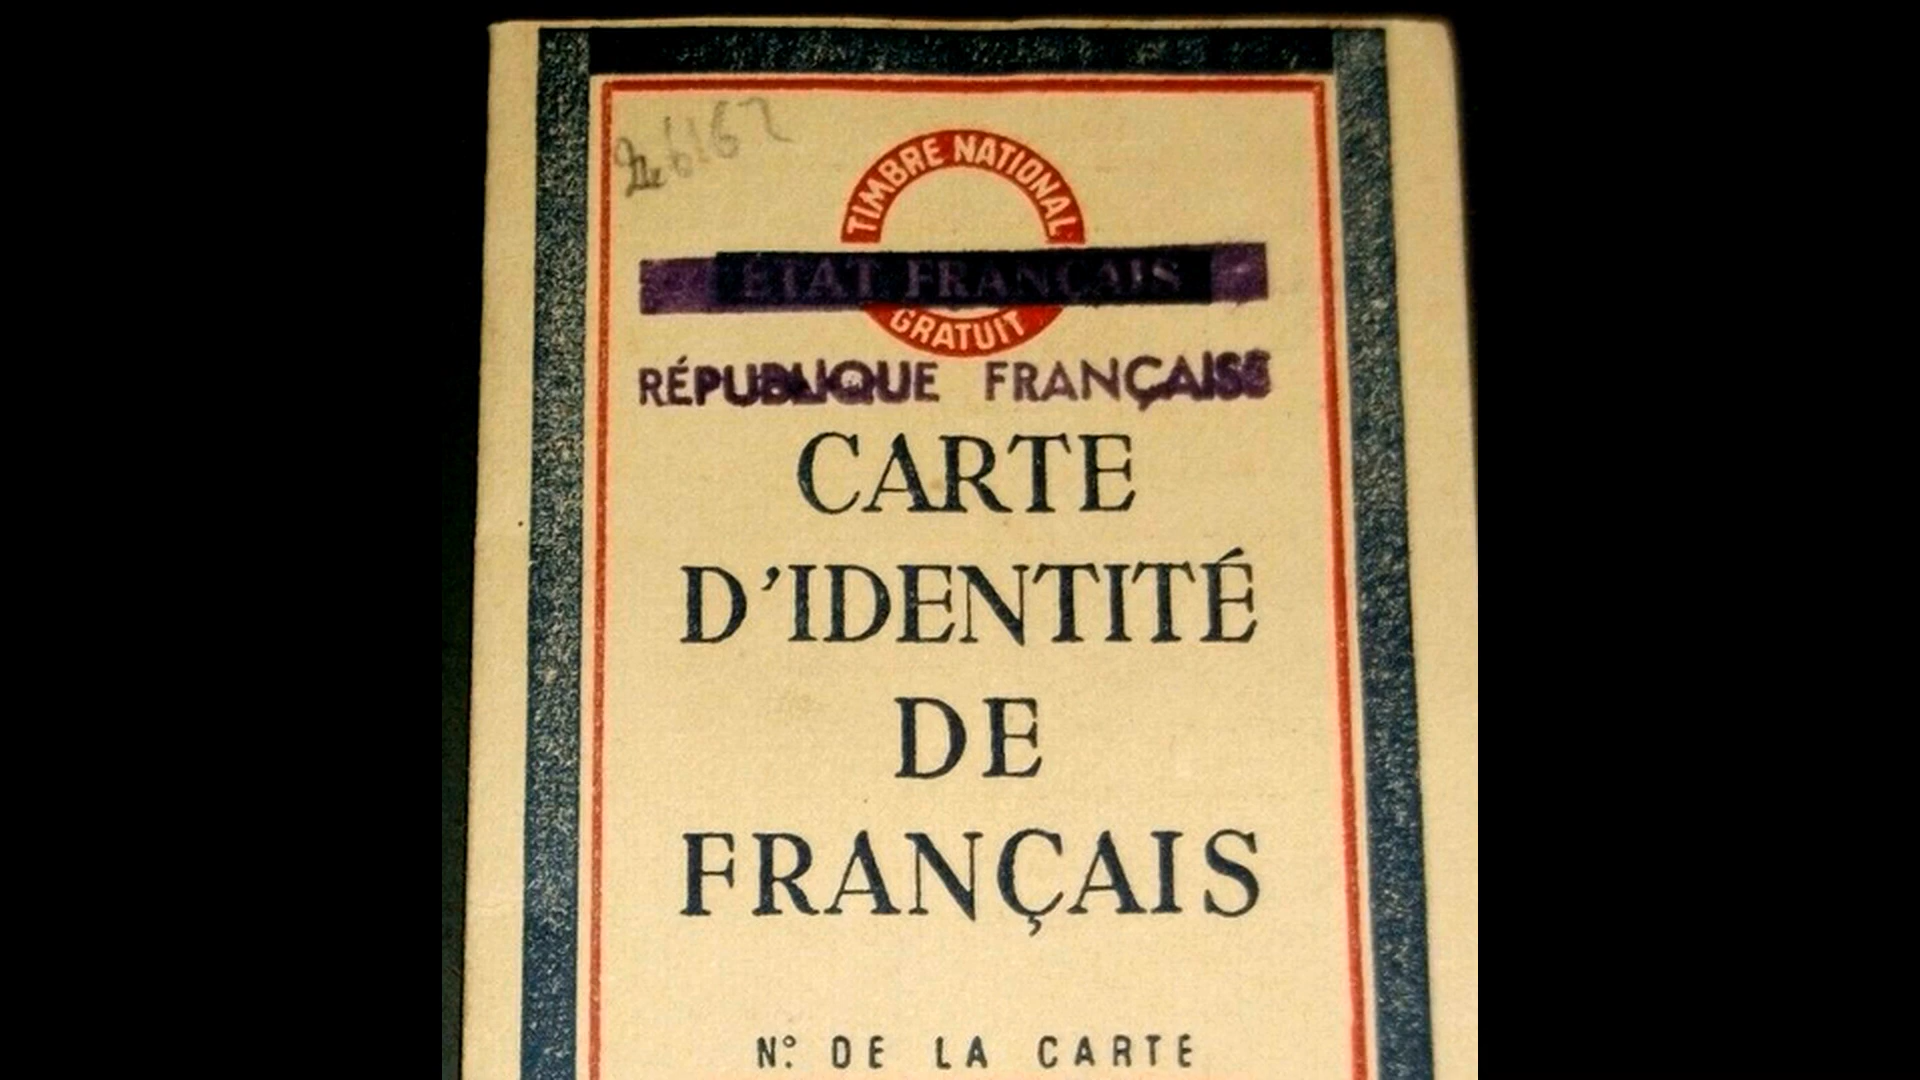 TIMBRE NATIONAL
ÉTAT FRANÇAIS
GRATUIT
RÉPUBLIQUE FRANÇAISE
CARTE
D'IDENTITÉ
DE
FRANÇAIS
N° DE LA CARTE